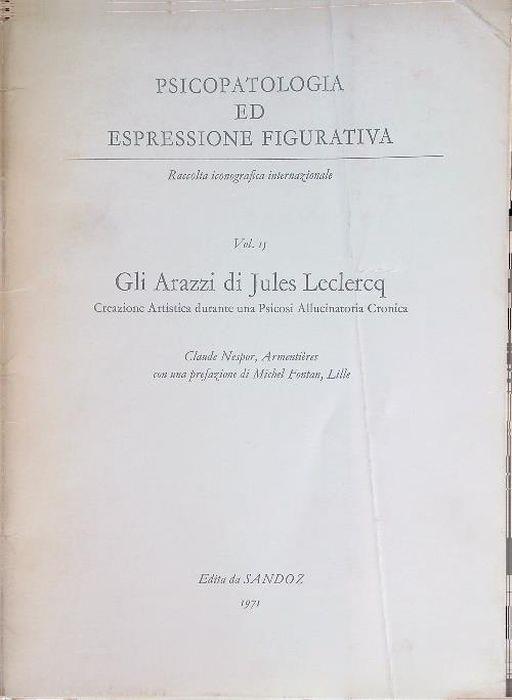 PSICOPATOLOGIA
ED
ESPRESSIONE FIGURATIVA
Raccolta iconografica internazionale
Vol. 15
Gli Arazzi di Jules Leclercq
Creazione Artistica durante una Psicosi Allucinatoria Cronica
Claude Nespor, Armentières
con una prefazione di Michel Fontan, Lille
Edita da SANDOZ
1971